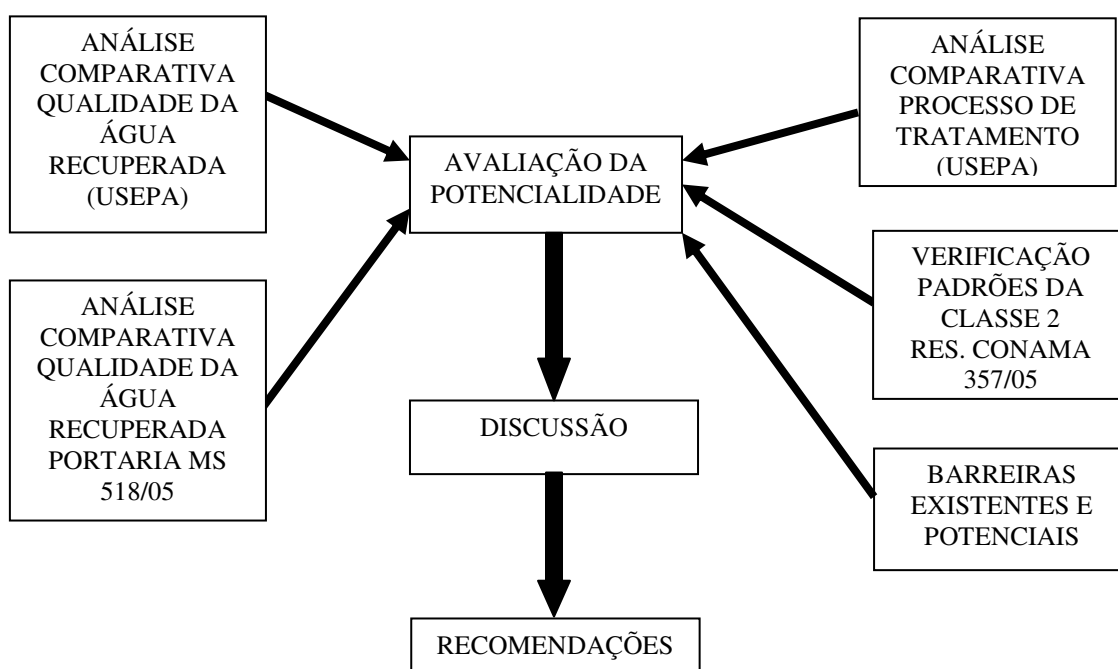 ANÁLISE
COMPARATIVA
QUALIDADE DA
ÁGUA
RECUPERADA
(USEPA)
ANÁLISE
COMPARATIVA
QUALIDADE DA
ÁGUA
RECUPERADA
PORTARIA MS
518/05
AVALIAÇÃO DA
POTENCIALIDADE
DISCUSSÃO
RECOMENDAÇÕES
ANÁLISE
COMPARATIVA
PROCESSO DE
TRATAMENTO
(USEPA)
VERIFICAÇÃO
PADRÕES DA
CLASSE 2
RES. CONAMA
357/05
BARREIRAS
EXISTENTES E
POTENCIAIS